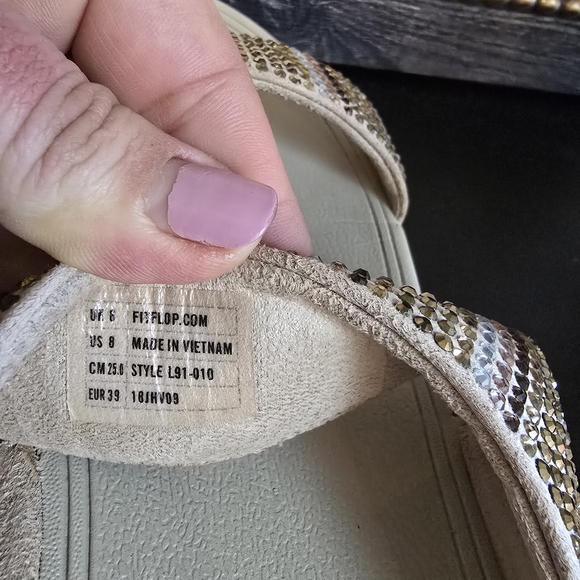 UK 6 FITFLOP.COM
US 8 MADE IN VIETNAM
CM 25.0 STYLE L91-010
EUR 39 18JHV09